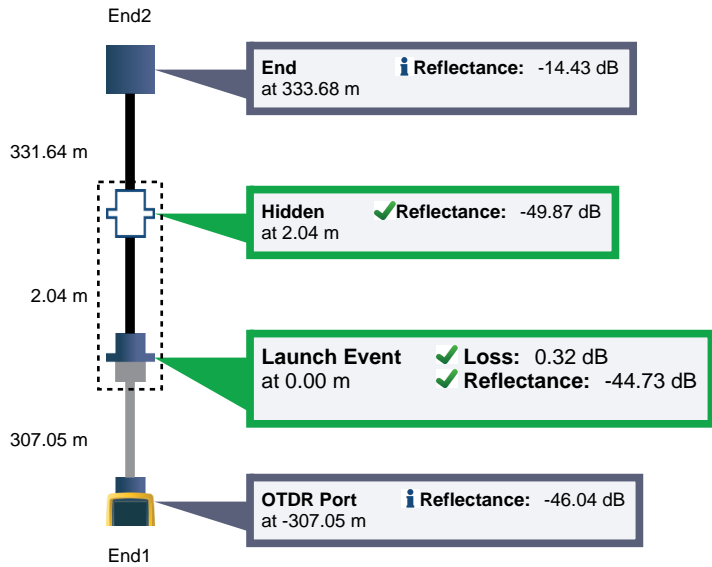 End2
End Reflectance: -14.43 dB
at 333.68 m
331.64 m
Hidden Reflectance: -49.87 dB
at 2.04 m
2.04 m
Launch Event Loss: 0.32 dB
at 0.00 m Reflectance: -44.73 dB
307.05 m
OTDR Port Reflectance: -46.04 dB
at -307.05 m
End1